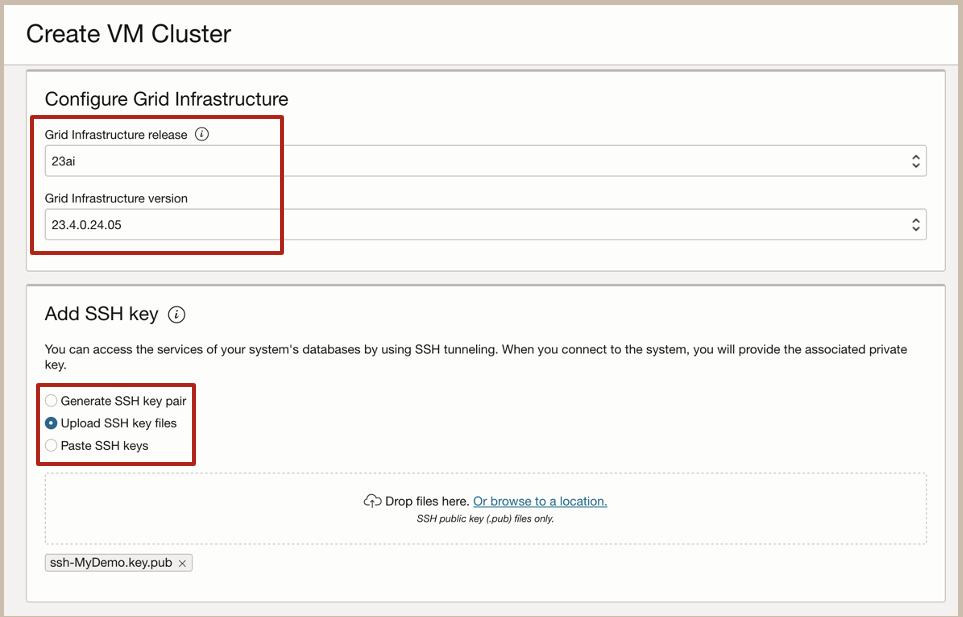 Create VM Cluster
Configure Grid Infrastructure
Grid Infrastructure release
23ai
Grid Infrastructure version
23.4.0.24.05
Add SSH key
You can access the services of your system's databases by using SSH tunneling. When you connect to the system, you will provide the associated private
key.
Generate SSH key pair
Upload SSH key files
Paste SSH keys
Drop files here. Or browse to a location.
SSH public key (.pub) files only.
ssh-MyDemo.key.pub ×